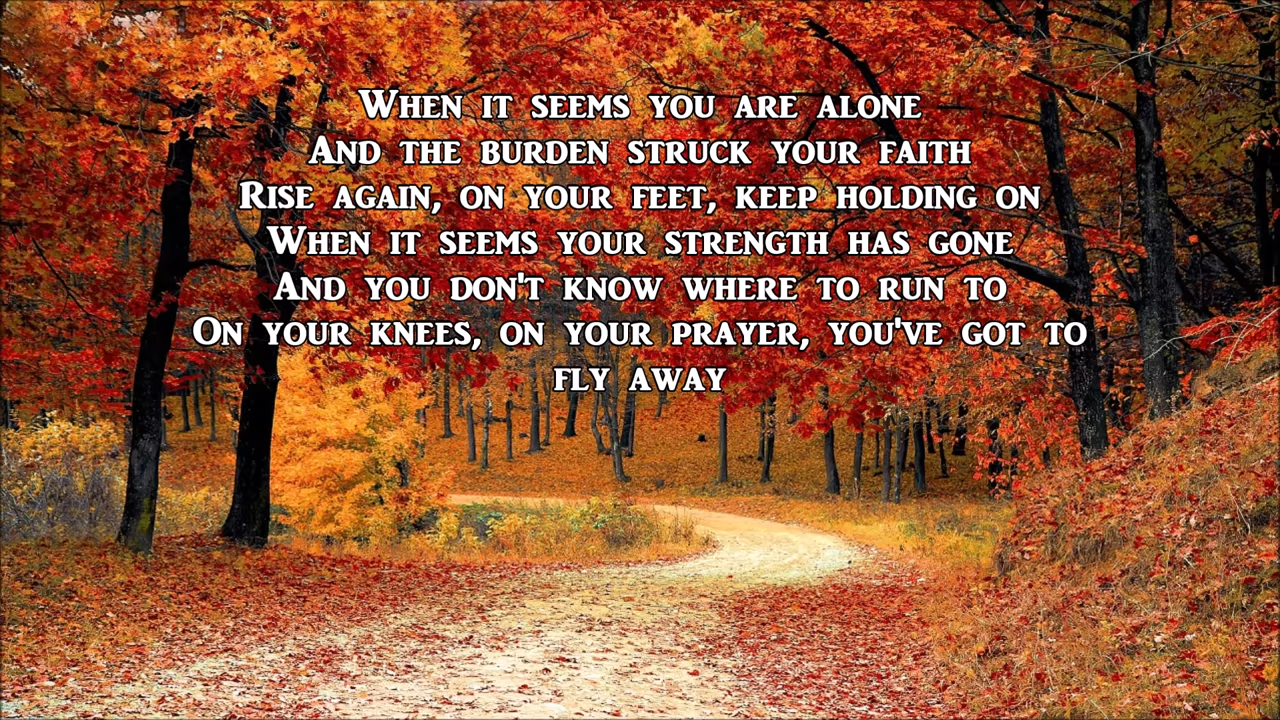 When it seems you are alone
And the burden struck your faith
Rise again, on your feet, keep holding on
When it seems your strength has gone
And you don't know where to run to
On your knees, on your prayer, you've got to
fly away